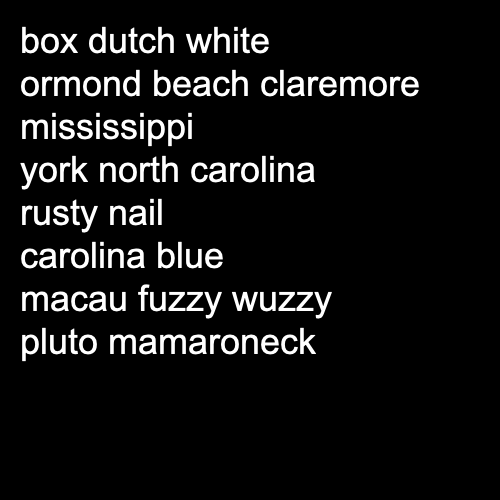 box dutch white
ormond beach claremore
mississippi
york north carolina
rusty nail
carolina blue
macau fuzzy wuzzy
pluto mamaroneck